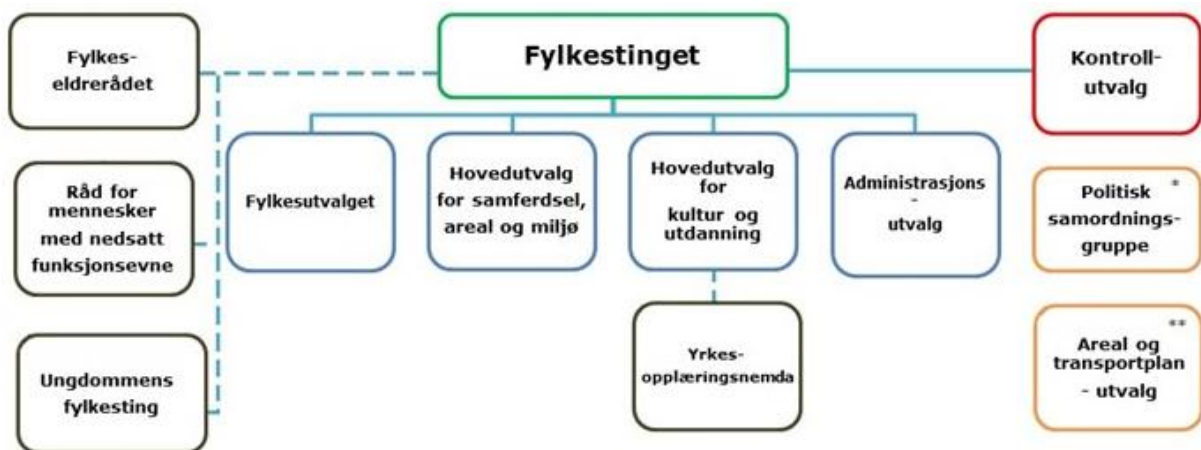 Fylkes-
eldrerådet
Fylkestinget
Kontroll-
utvalg
Råd for
mennesker
med nedsatt
funksjonsevne
Fylkesutvalget
Hovedutvalg
for samferdsel,
areal og miljø
Hovedutvalg
for
kultur og
utdanning
Administrasjons
-
utvalg
Politisk *
samordnings-
gruppe
Ungdommens
fylkesting
Yrkes-
opplæringsnemda
**
Areal og
transportplan
- utvalg